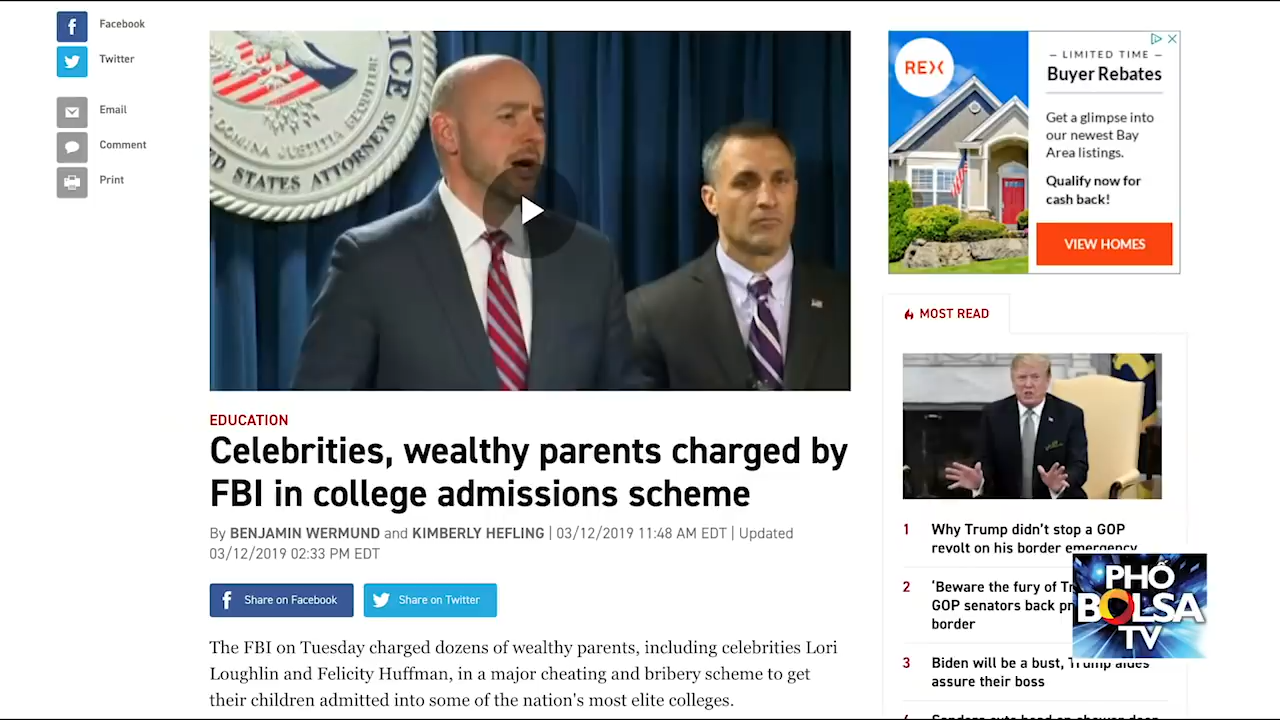 Facebook
Twitter
Email
Comment
Print
ICE
DOMINA JUSTITIA
D STATES ATTORNEYS
REX
— LIMITED TIME —
Buyer Rebates
Get a glimpse into
our newest Bay
Area listings.
Qualify now for
cash back!
VIEW HOMES
MOST READ
EDUCATION
Celebrities, wealthy parents charged by
FBI in college admissions scheme
By BENJAMIN WERMUND and KIMBERLY HEFLING | 03/12/2019 11:48 AM EDT | Updated
03/12/2019 02:33 PM EDT
Share on Facebook
Share on Twitter
The FBI on Tuesday charged dozens of wealthy parents, including celebrities Lori
Loughlin and Felicity Huffman, in a major cheating and bribery scheme to get
their children admitted into some of the nation's most elite colleges.
1 Why Trump didn’t stop a GOP
revolt on his border emergency
2 ‘Beware the fury of
GOP senators back
border
3 Biden will be a bust, Trump aides
assure their boss
PHỐ
BOLSA
TV